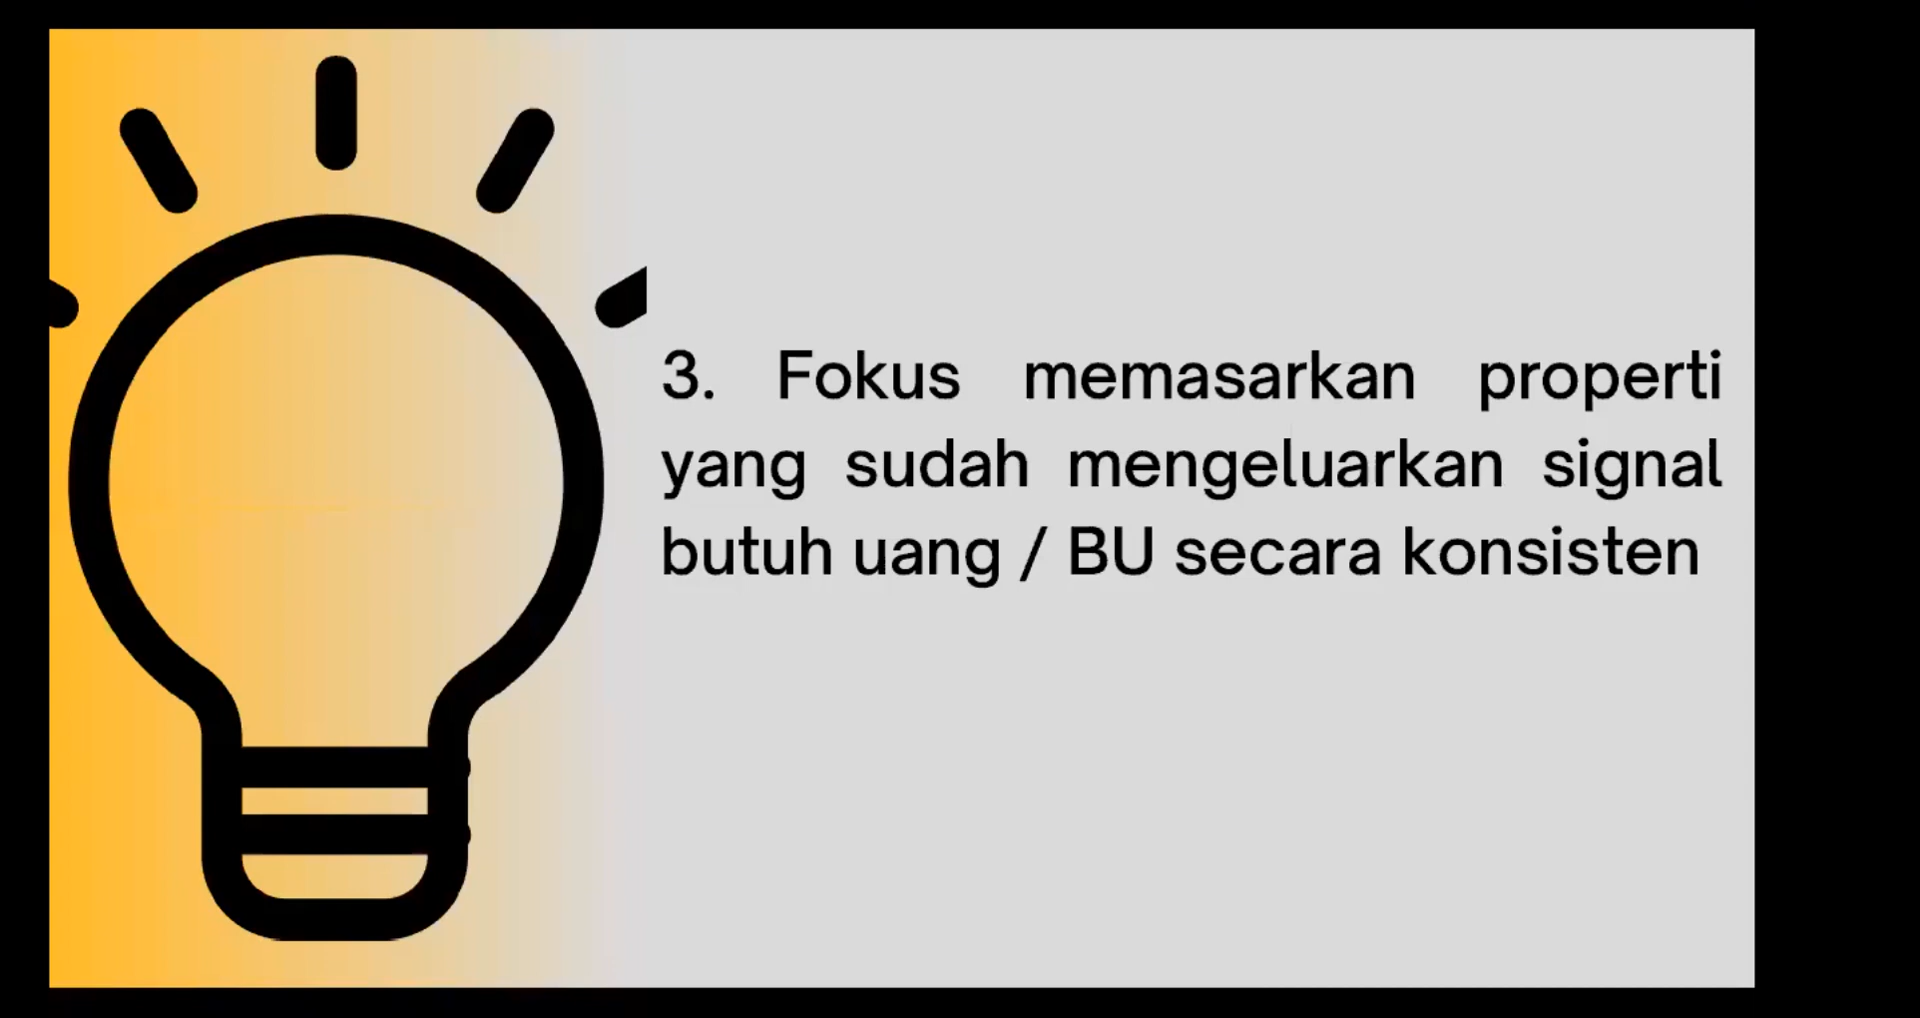 3. Fokus memasarkan properti
yang sudah mengeluarkan signal
butuh uang / BU secara konsisten